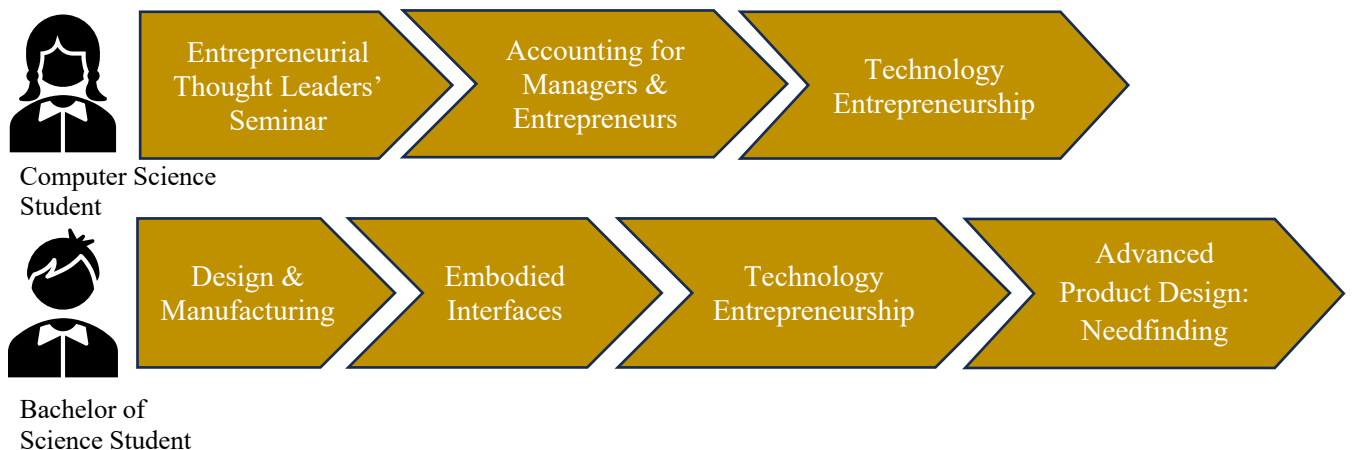 Entrepreneurial
Thought Leaders’
Seminar
Accounting for
Managers &
Entrepreneurs
Technology
Entrepreneurship
Computer Science
Student
Design &
Manufacturing
Embodied
Interfaces
Technology
Entrepreneurship
Advanced
Product Design:
Needfinding
Bachelor of
Science Student